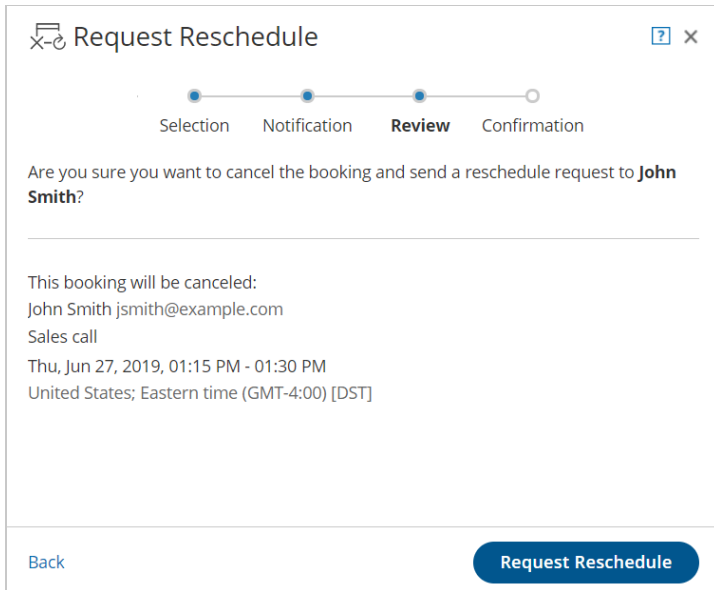 Request Reschedule ?
Selection Notification Review Confirmation
Are you sure you want to cancel the booking and send a reschedule request to John
Smith?
This booking will be canceled:
John Smith jsmith@example.com
Sales call
Thu, Jun 27, 2019, 01:15 PM - 01:30 PM
United States; Eastern time (GMT-4:00) [DST]
Back Request Reschedule